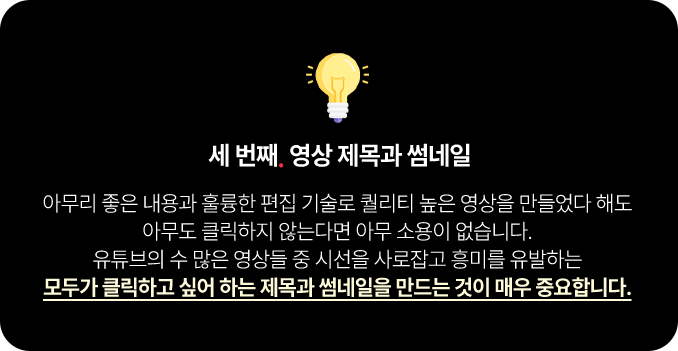 세 번째. 영상 제목과 썸네일
아무리 좋은 내용과 훌륭한 편집 기술로 퀄리티 높은 영상을 만들었다 해도
아무도 클릭하지 않는다면 아무 소용이 없습니다.
유튜브의 수 많은 영상들 중 시선을 사로잡고 흥미를 유발하는
모두가 클릭하고 싶어 하는 제목과 썸네일을 만드는 것이 매우 중요합니다.